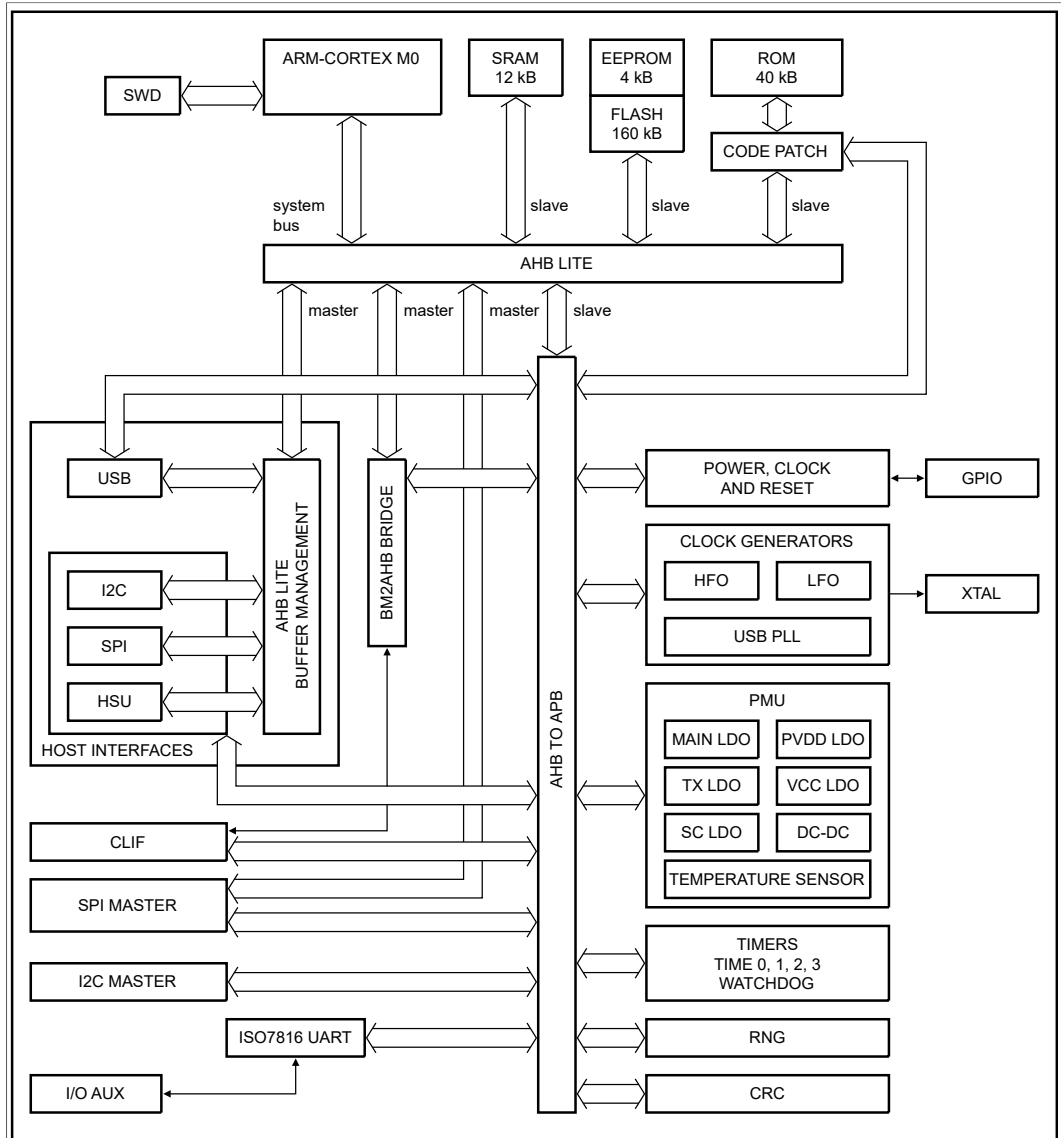 ARM-CORTEX M0
SRAM
12 kB
EEPROM
4 kB
ROM
40 kB
SWD
FLASH
160 kB
CODE PATCH
system
bus
slave
slave
slave
AHB LITE
master
master
master
slave
USB
AHB LITE
BUFFER MANAGEMENT
BM2AHB BRIDGE
POWER, CLOCK
AND RESET
GPIO
CLOCK GENERATORS
HFO
LFO
USB PLL
XTAL
I2C
SPI
HSU
HOST INTERFACES
AHB TO APB
PMU
MAIN LDO
PVDD LDO
TX LDO
VCC LDO
SC LDO
DC-DC
TEMPERATURE SENSOR
CLIF
SPI MASTER
I2C MASTER
TIMERS
TIME 0, 1, 2, 3
WATCHDOG
ISO7816 UART
RNG
I/O AUX
CRC